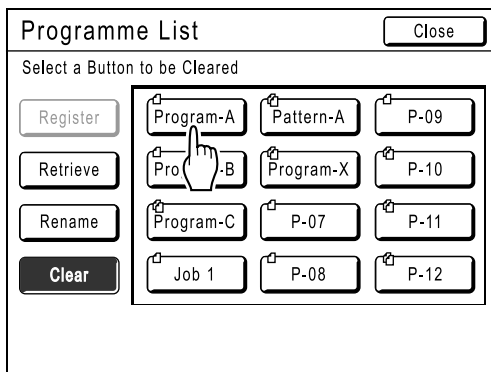 Programme List
Close
Select a Button to be Cleared
Register
Program-A
Pattern-A
P-09
Retrieve
-B
Program-X
P-10
Rename
Program-C
P-07
P-11
Clear
Job 1
P-08
P-12